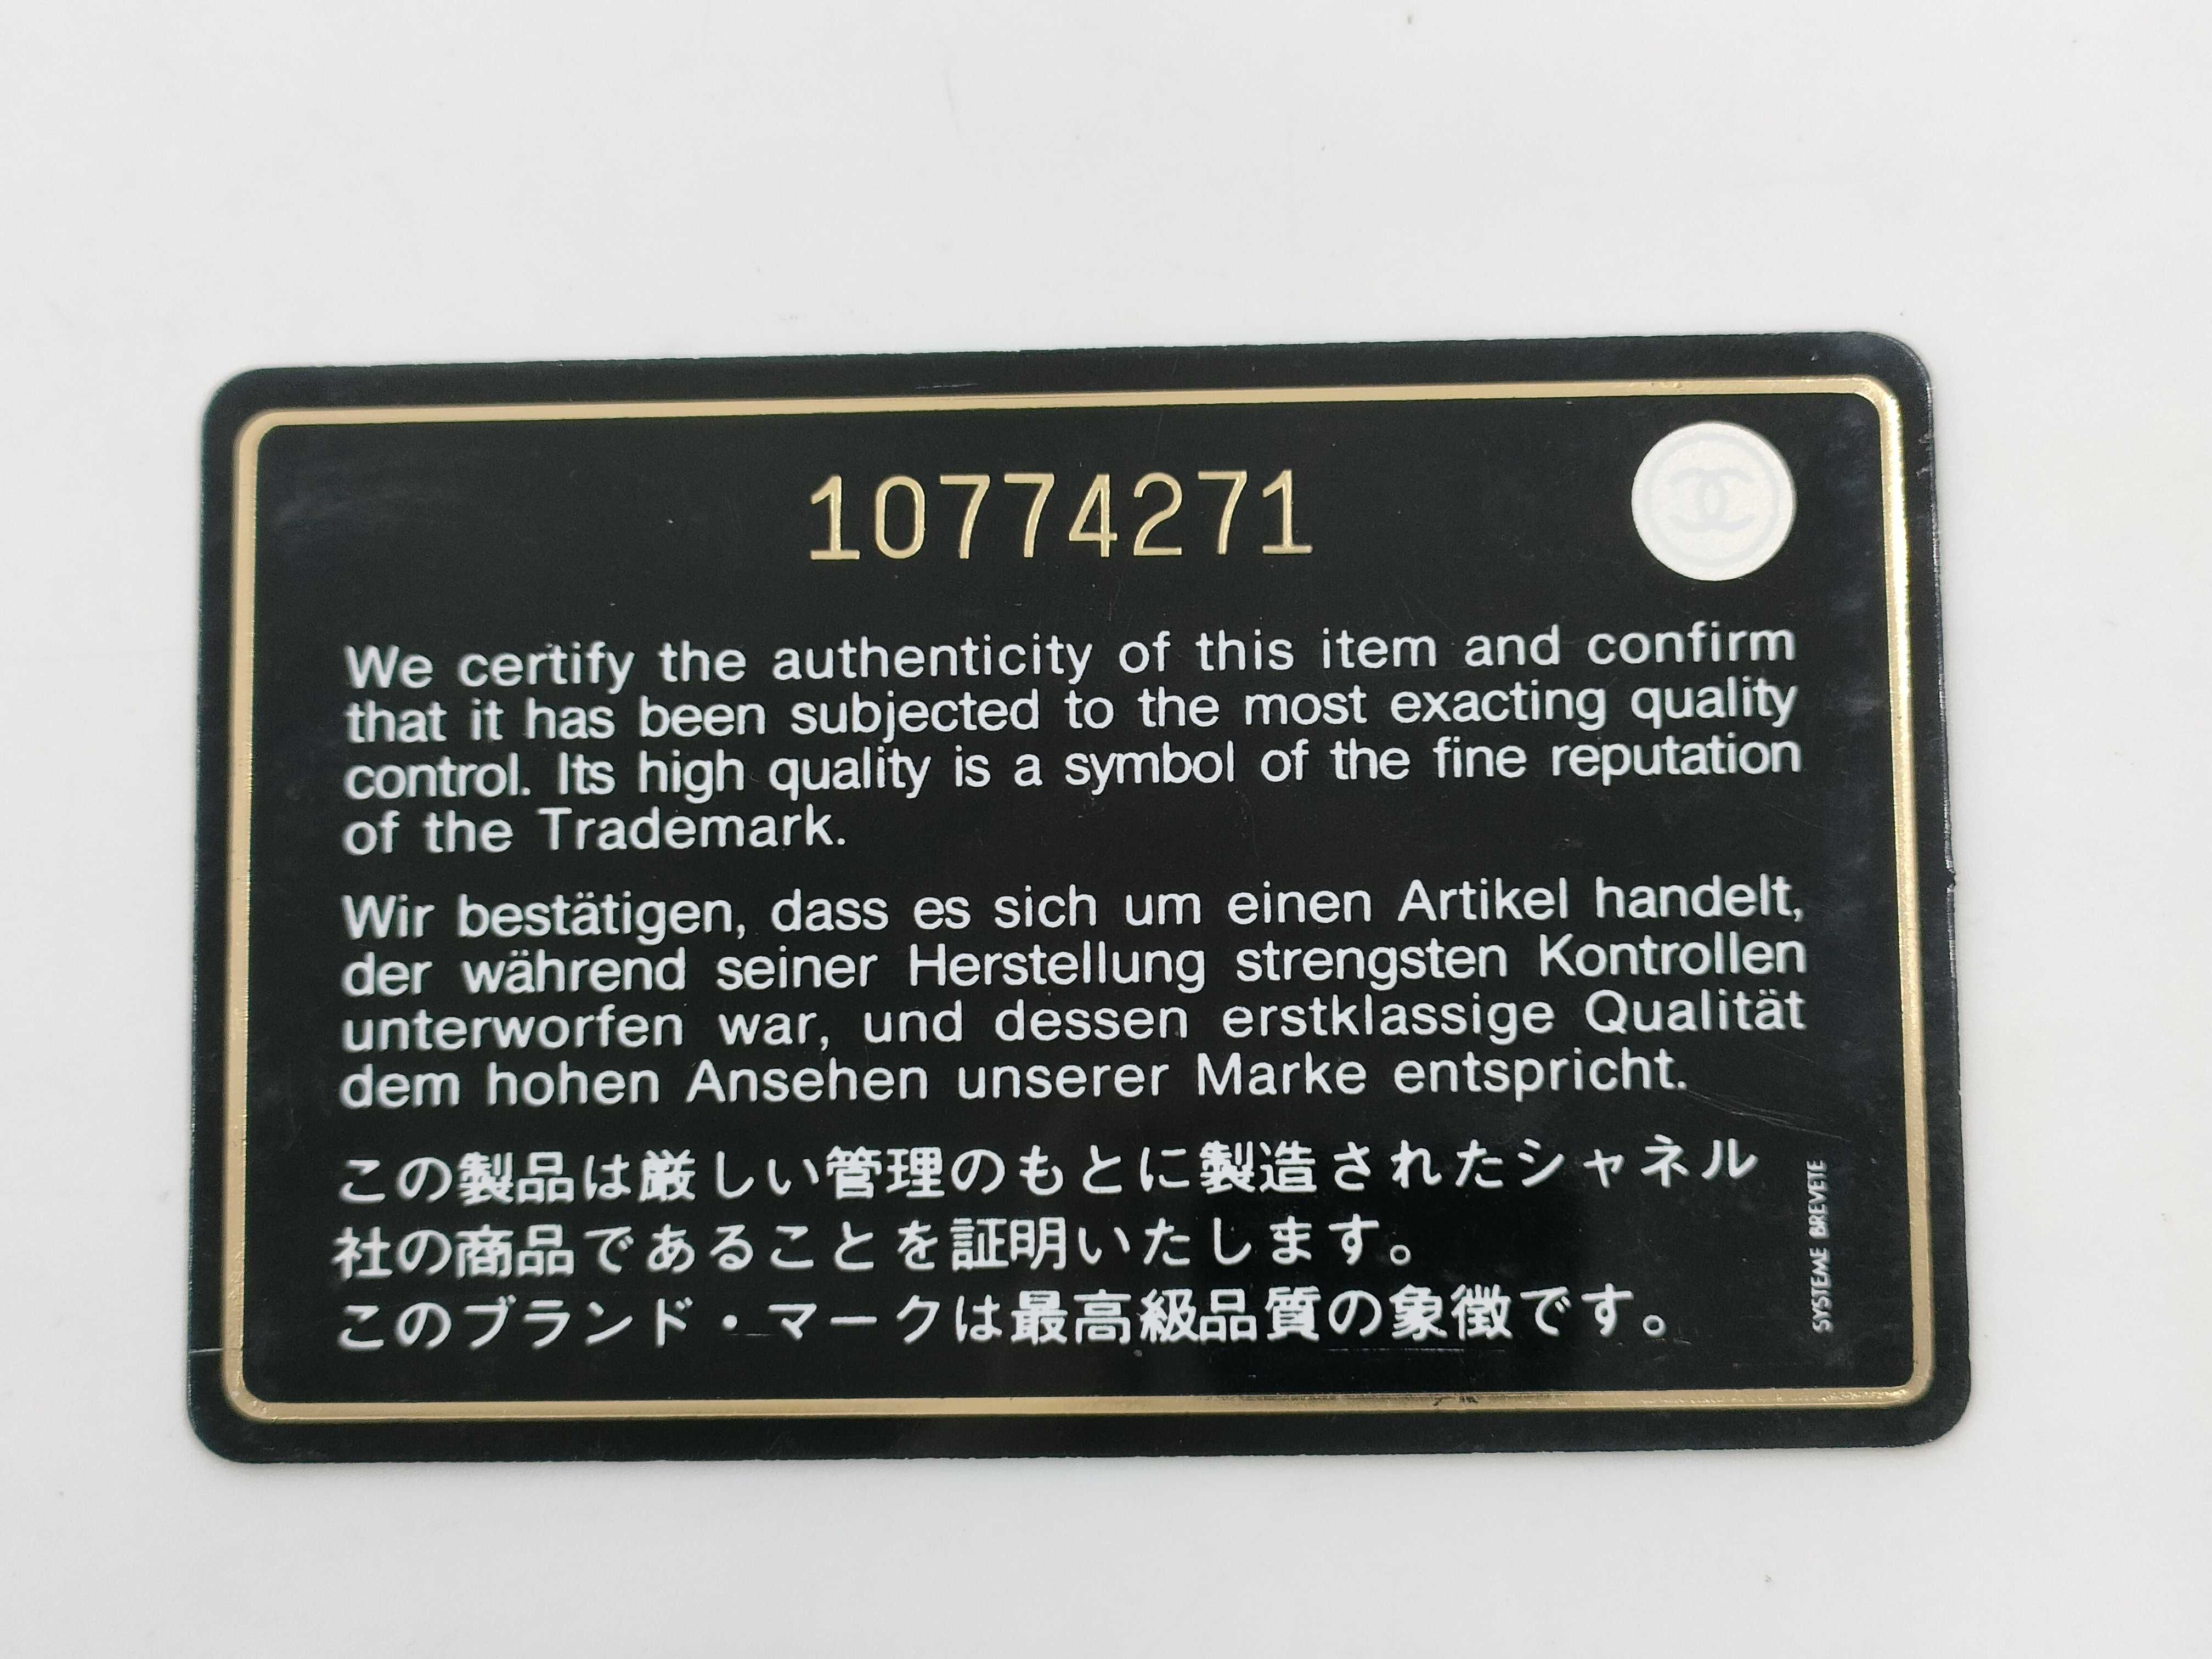 10774271
We certify the authenticity of this item and confirm
that it has been subjected to the most exacting quality
control. Its high quality is a symbol of the fine reputation
of the Trademark.
Wir bestätigen, dass es sich um einen Artikel handelt,
der während seiner Herstellung strengsten Kontrollen
unterworfen war, und dessen erstklassige Qualität
dem hohen Ansehen unserer Marke entspricht.
この製品は厳しい管理のもとに製造されたシャネル
社の商品であることを証明いたします。
このブランド・マークは最高級品質の象徴です。
SYSTEME BREVETE